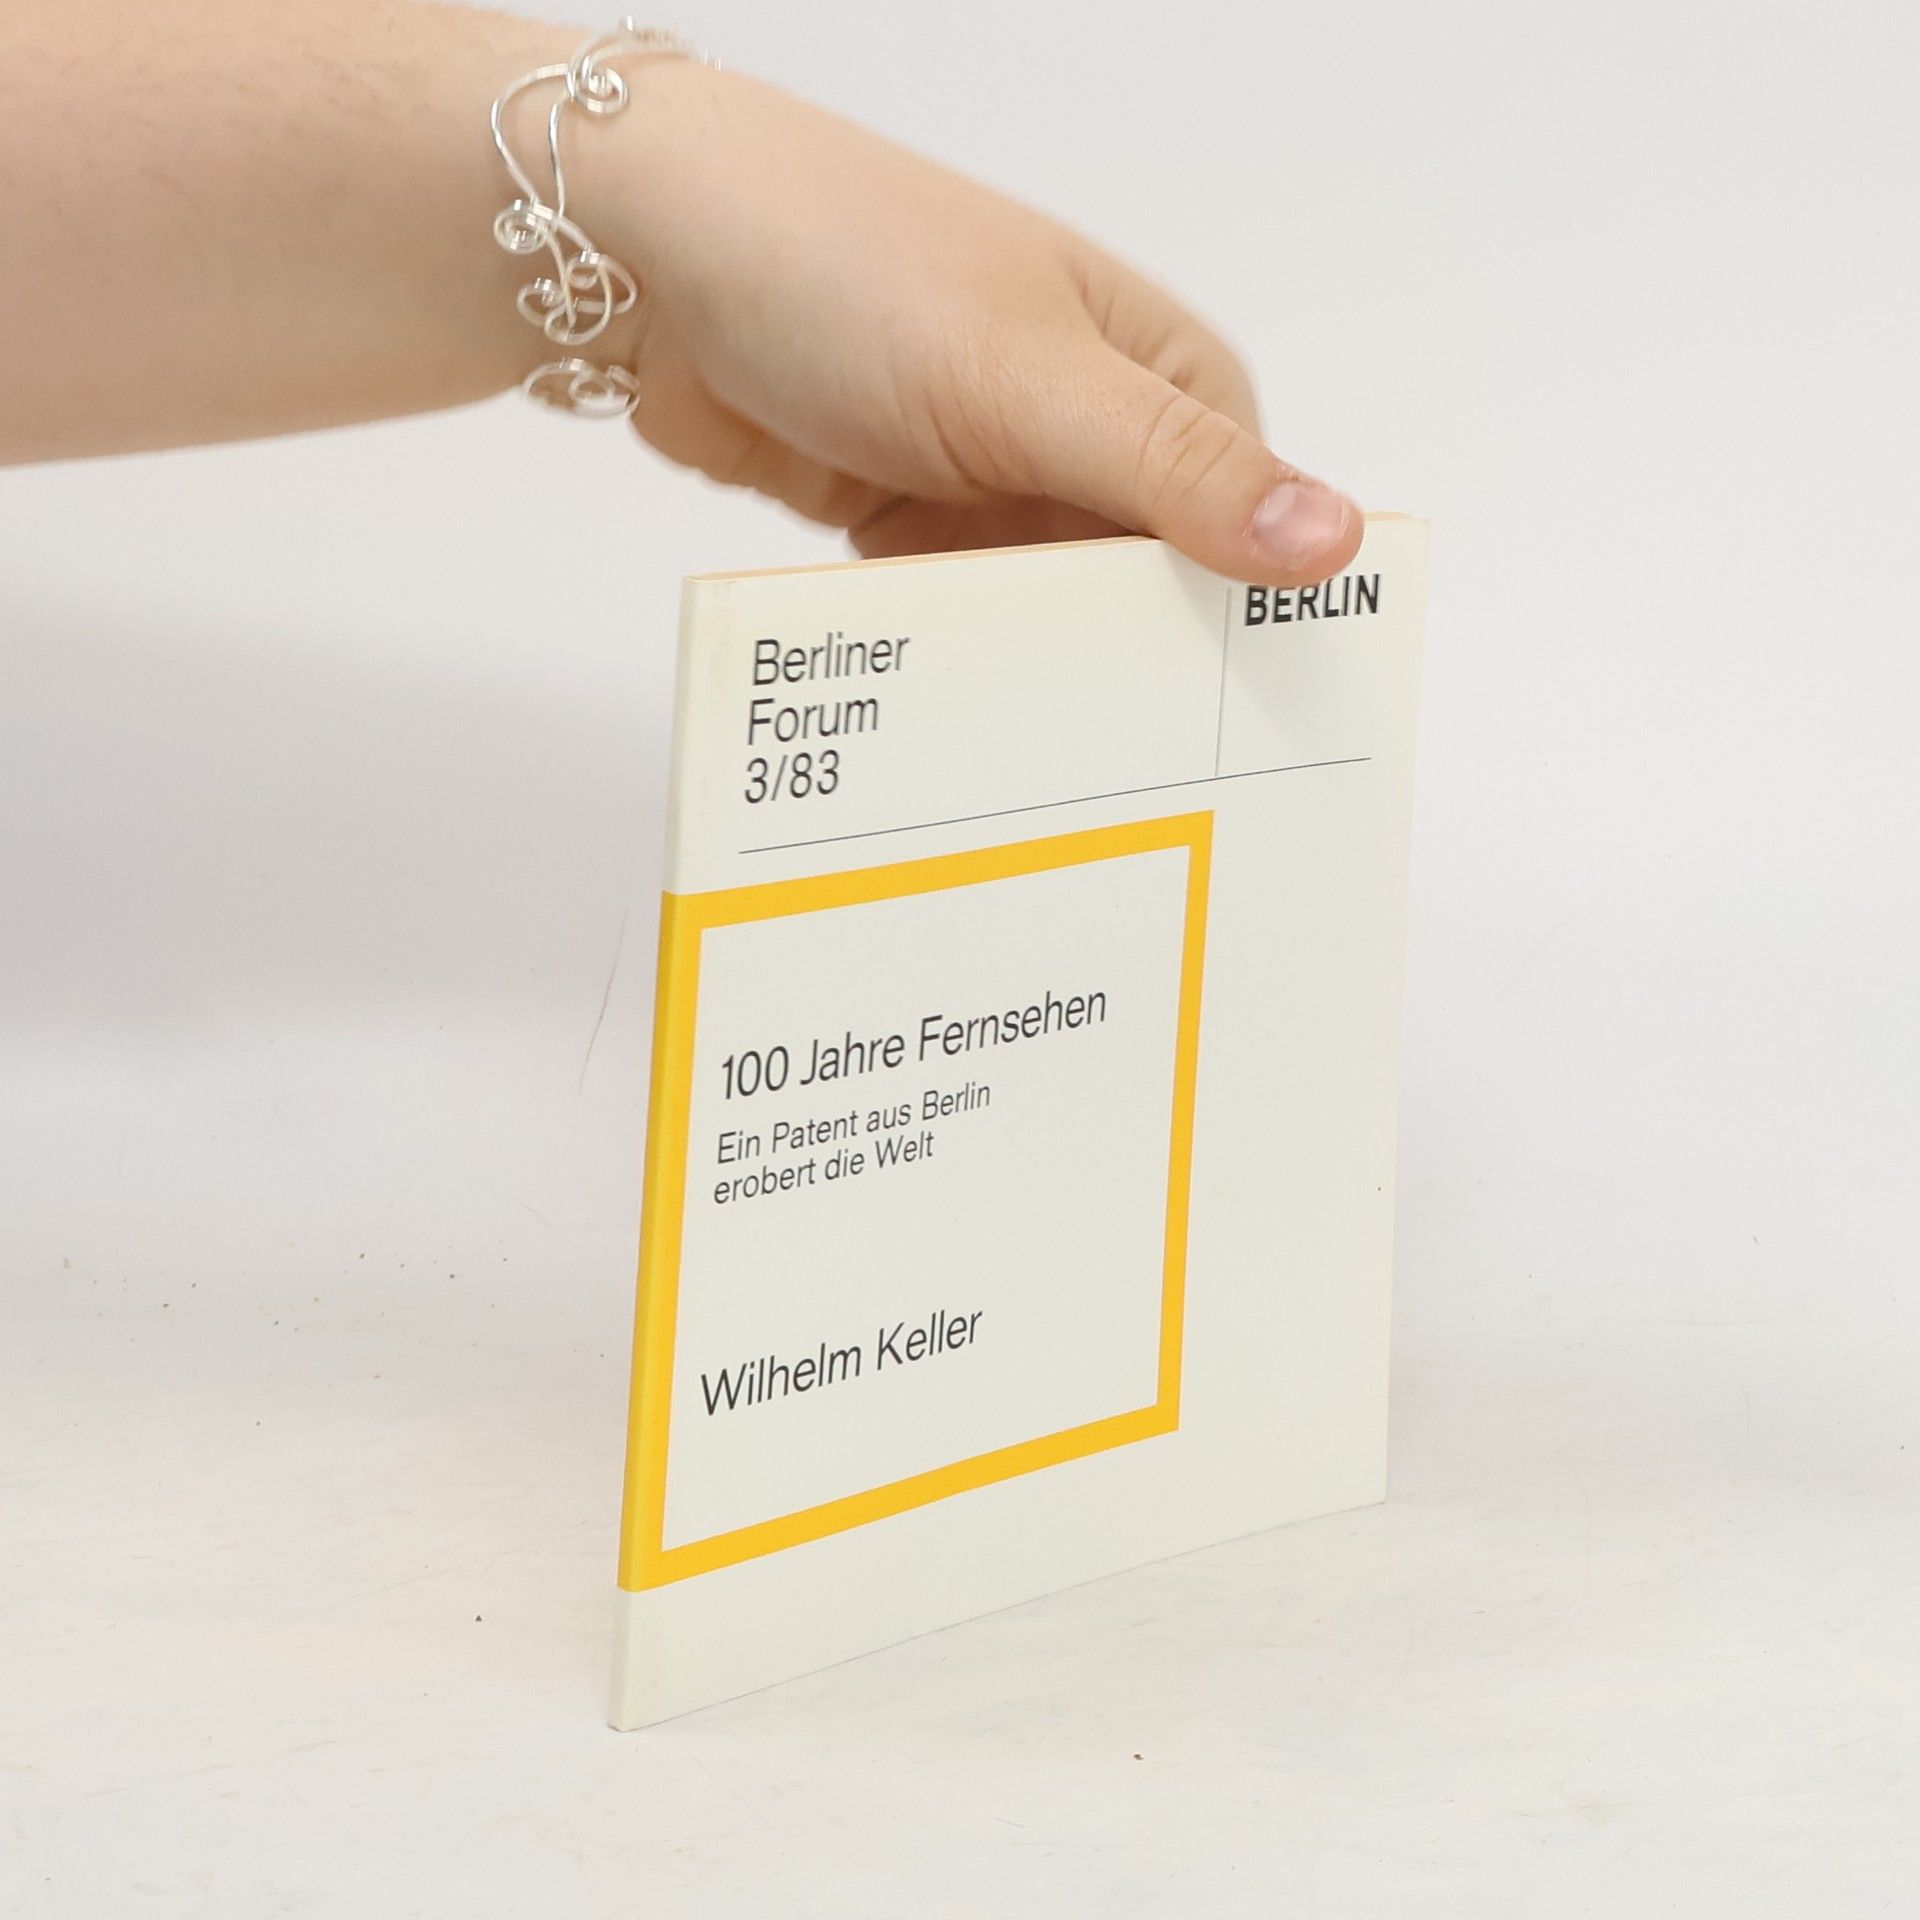 Berliner
Forum
3/83
BERLIN
100 Jahre Fernsehen
Ein Patent aus Berlin
erobert die Welt
Wilhelm Keller